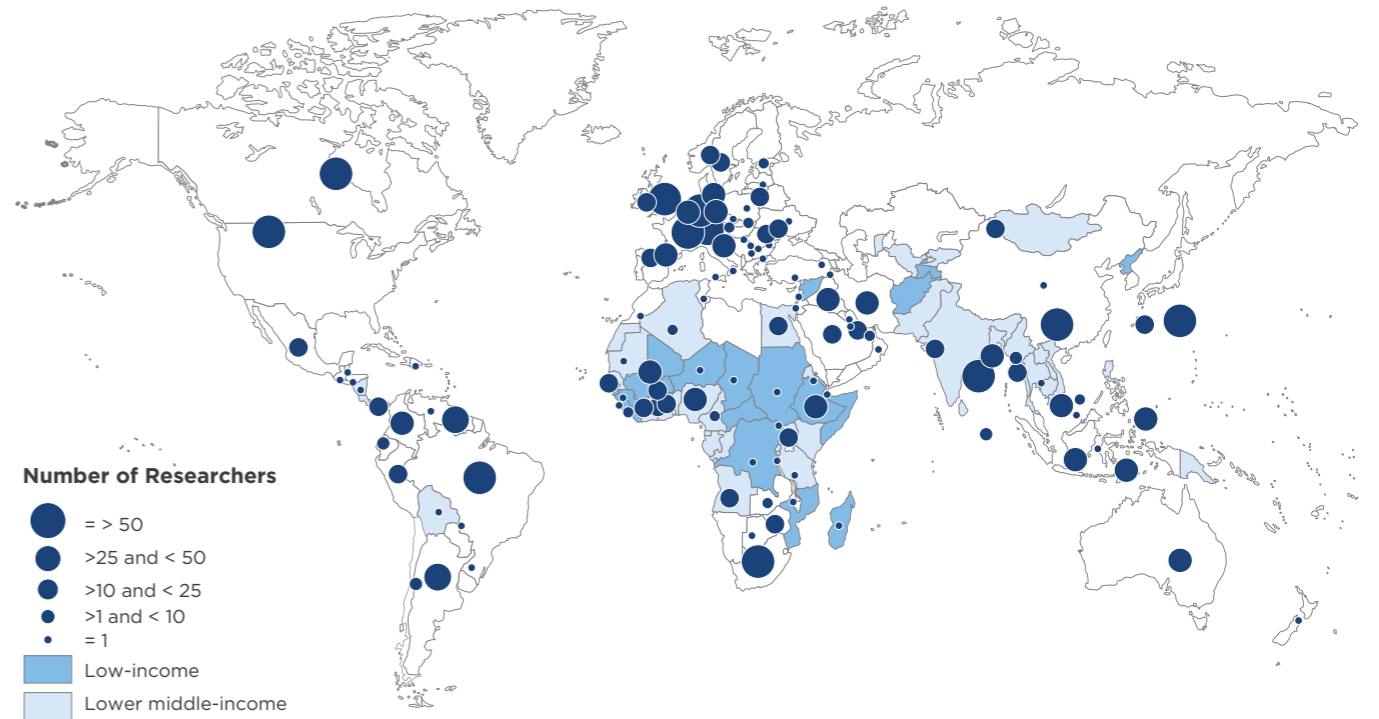 Number of Researchers
= > 50
>25 and < 50
>10 and < 25
>1 and < 10
= 1
Low-income
Lower middle-income